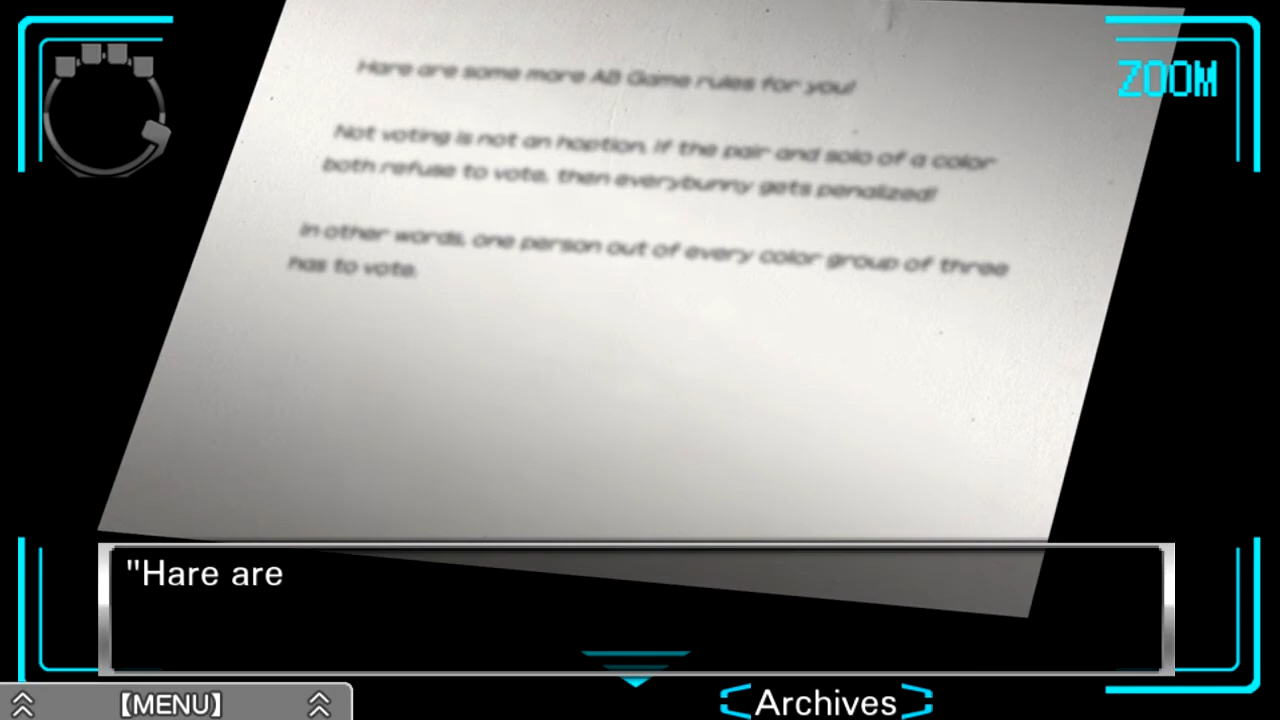 ZOOM
Hare are some more AB Game rules for you!
Not voting is not an hoption. If the pair and solo of a color
both refuse to vote, then everybunny gets penalized!
In other words, one person out of every color group of three
has to vote.
"Hare are
【MENU】
Archives